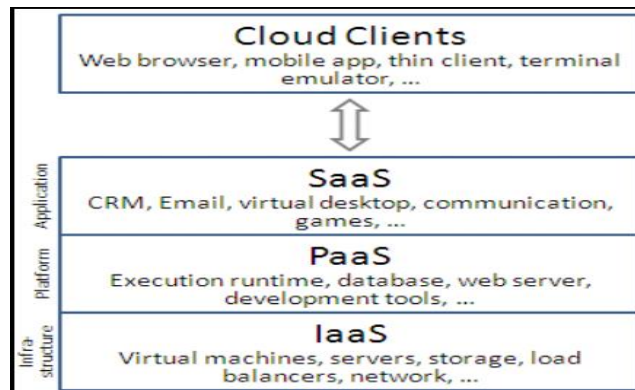 Cloud Clients
Web browser, mobile app, thin client, terminal
emulator, ...
Application
SaaS
CRM, Email, virtual desktop, communication,
games, ...
Platform
PaaS
Execution runtime, database, web server,
development tools, ...
Infra-
structure
IaaS
Virtual machines, servers, storage, load
balancers, network, ...